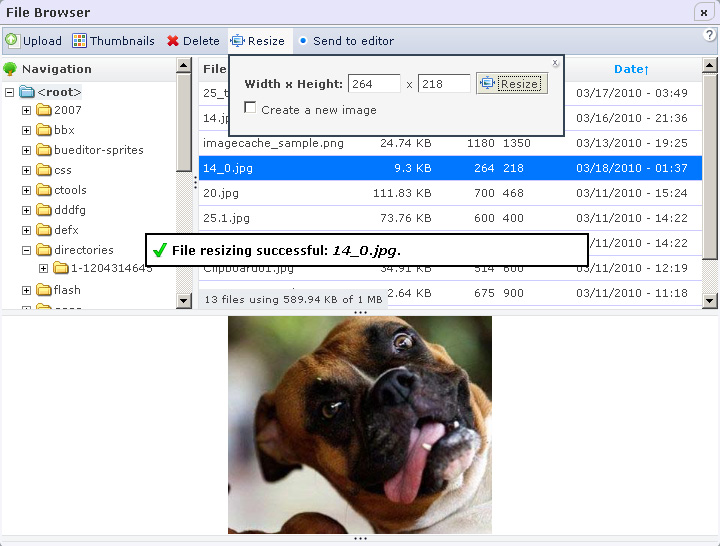 File Browser x
Upload Thumbnails Delete Resize Send to editor ?
Navigation
<root>
2007
bbx
bueditor-sprites
css
ctools
dddfg
defx
directories
1-1204314645
flash
Width x Height: 264 x 218 Resize
Create a new image
x
File Date↑
25_t 03/17/2010 - 03:49
14.jp 03/16/2010 - 21:36
imagecache_sample.png 24.74 KB 1180 1350 03/13/2010 - 19:25
14_0.jpg 9.3 KB 264 218 03/18/2010 - 01:37
20.jpg 111.83 KB 700 468 03/11/2010 - 15:24
25.1.jpg 73.76 KB 600 400 03/11/2010 - 14:22
03/11/2010 - 14:22
File resizing successful: 14_0.jpg.
Clipboard01.jpg 34.91 KB 514 600 03/11/2010 - 12:19
2.64 KB 675 900 03/11/2010 - 11:18
13 files using 589.94 KB of 1 MB